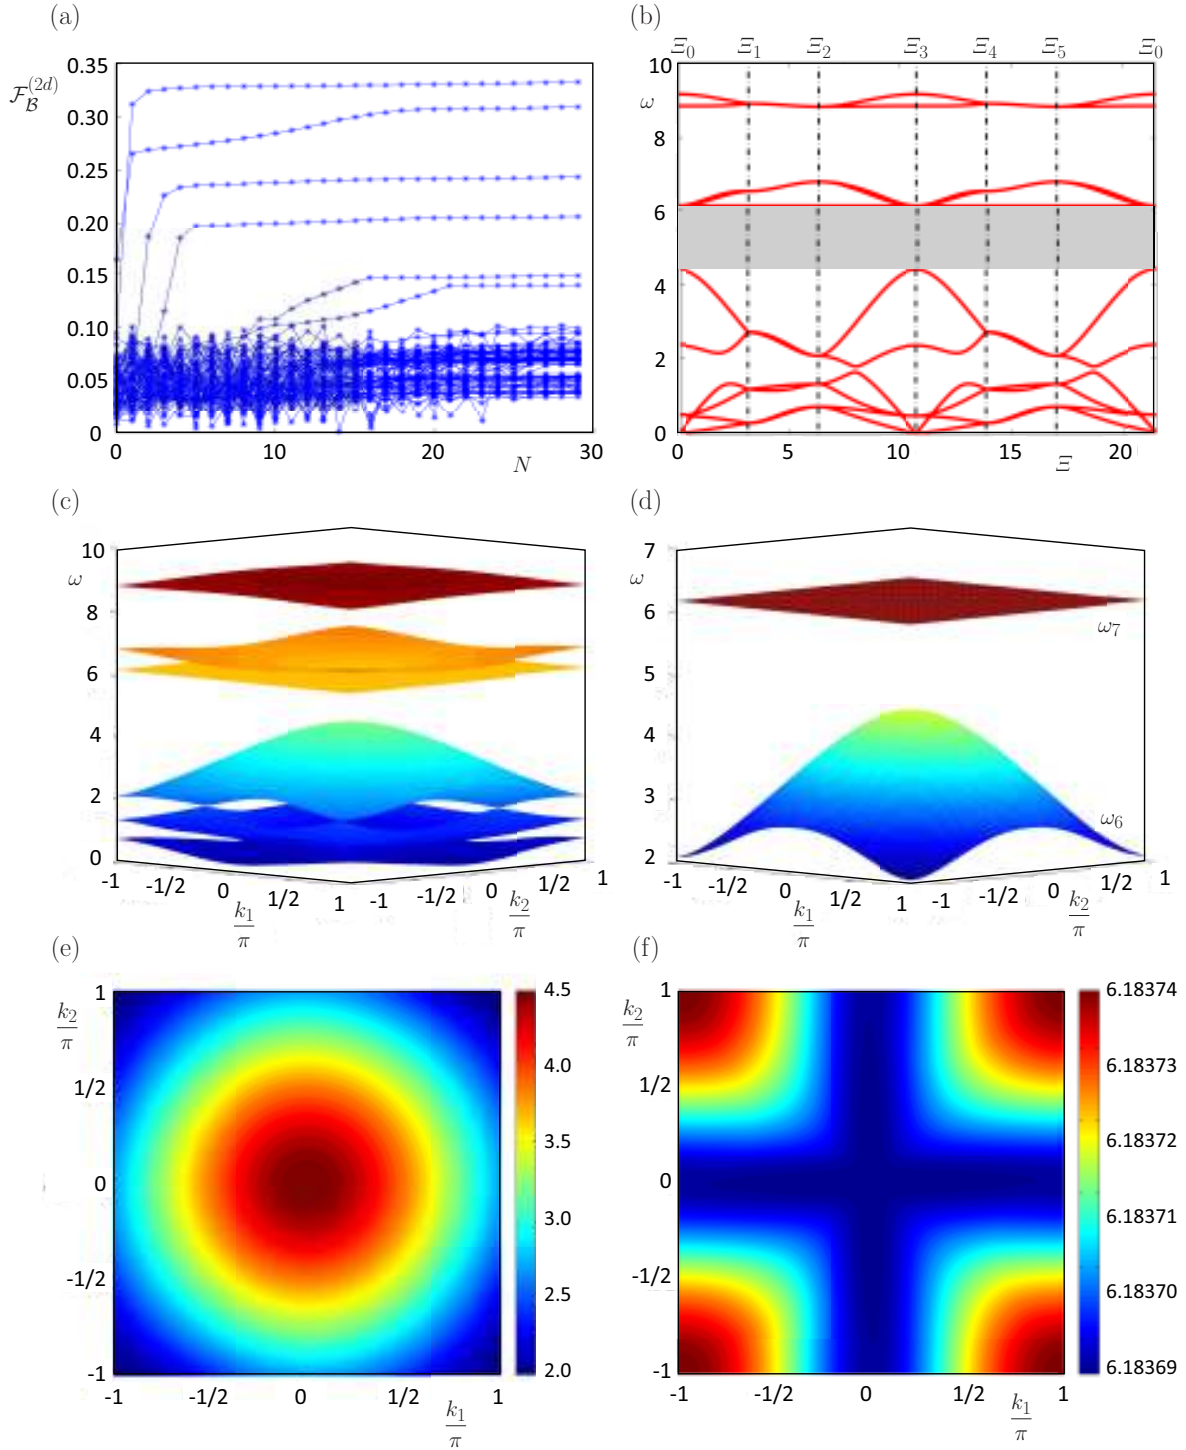 (a)
0.35
0.30
0.25
0.20
0.15
0.10
0.05
0
𝓕_𝓑^(2d)
0 10 20 30
N
(b)
Ξ₀ Ξ₁ Ξ₂ Ξ₃ Ξ₄ Ξ₅ Ξ₀
10
ω
8
6
4
2
0
0 5 10 15 20
Ξ
(c)
10
ω
8
6
4
2
0
-1 -1/2 0 1/2 1 -1 -1/2 0 1/2 1
k₁/π k₂/π
(d)
7
ω
6
5
4
3
2
ω₇
ω₆
-1 -1/2 0 1/2 1 -1 -1/2 0 1/2 1
k₁/π k₂/π
(e)
k₂/π
1
1/2
0
-1/2
-1
-1 -1/2 0 1/2 1
k₁/π
4.5
4.0
3.5
3.0
2.5
2.0
(f)
k₂/π
1
1/2
0
-1/2
-1
-1 -1/2 0 1/2 1
k₁/π
6.18374
6.18373
6.18372
6.18371
6.18370
6.18369